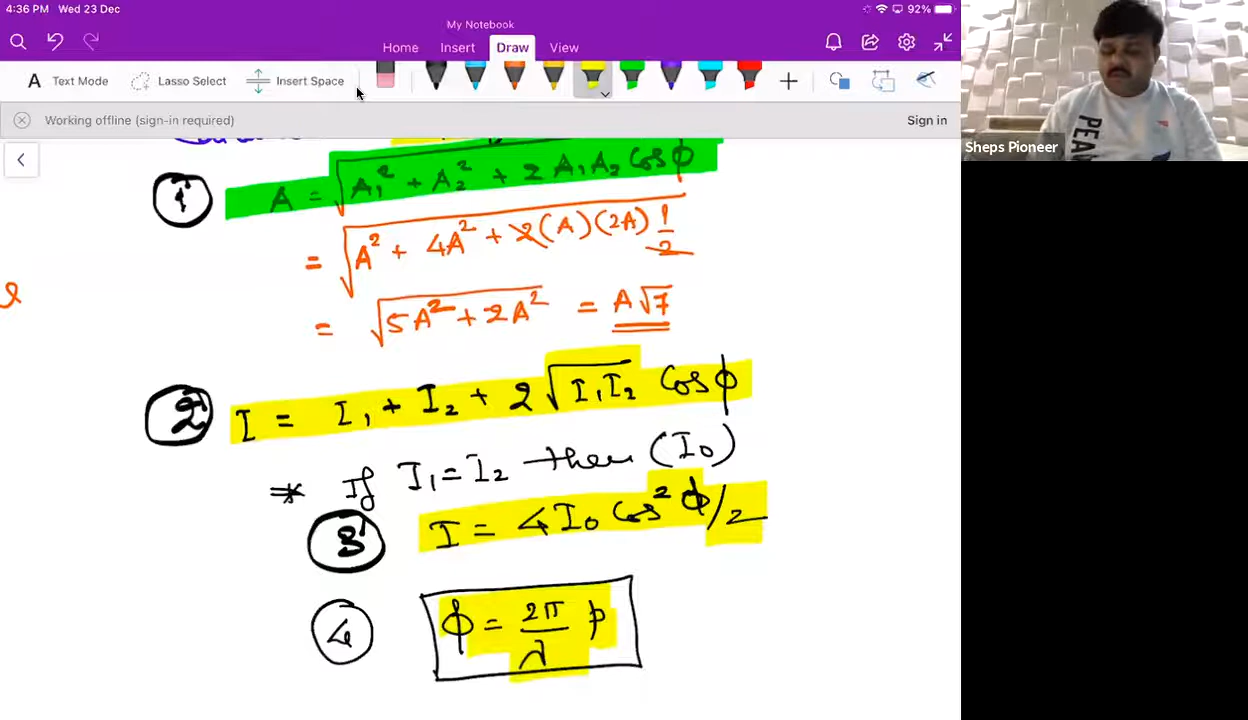 4:36 PM Wed 23 Dec
92%
My Notebook
Home Insert Draw View
A Text Mode Lasso Select Insert Space
Working offline (sign-in required) Sign in
Sheps Pioneer
1 A = √(A₁² + A₂² + 2 A₁A₂ Cos ϕ)
= √(A² + 4A² + 2(A)(2A) 1/2)
= √(5A² + 2A²) = A√7
2 I = I₁ + I₂ + 2 √(I₁I₂) Cos ϕ
* If I₁ = I₂ then (I₀)
3 I = 4I₀ Cos² ϕ/2
4 ϕ = 2π/λ p